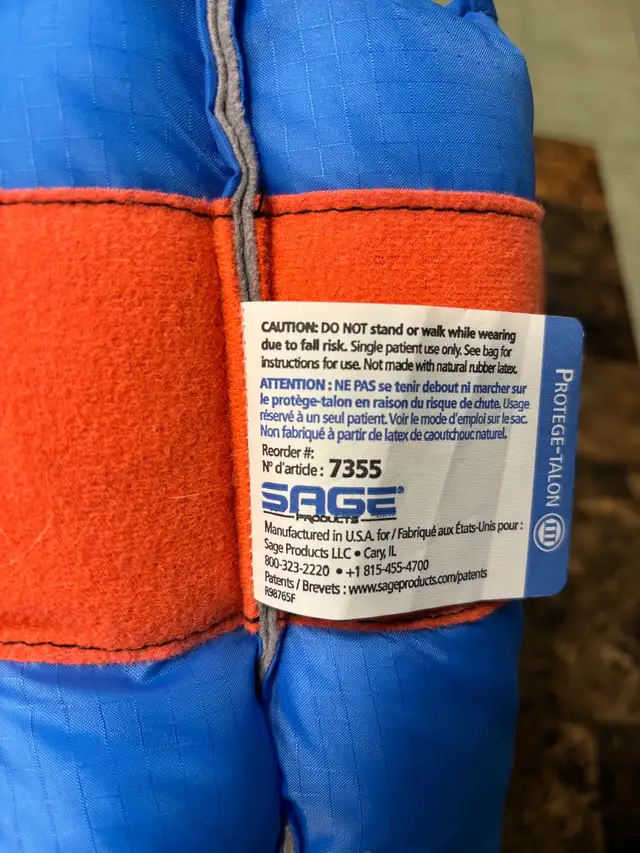 CAUTION: DO NOT stand or walk while wearing
due to fall risk. Single patient use only. See bag for
instructions for use. Not made with natural rubber latex.
ATTENTION : NE PAS se tenir debout ni marcher sur
le protège-talon en raison du risque de chute. Usage
réservé à un seul patient. Voir le mode d'emploi sur le sac.
Non fabriqué à partir de latex de caoutchouc naturel.
Reorder #:
N° d'article : 7355
SAGE®
PRODUCTS
Manufactured in U.S.A. for / Fabriqué aux États-Unis pour :
Sage Products LLC • Cary, IL
800-323-2220 • +1 815-455-4700
Patents / Brevets : www.sageproducts.com/patents
R98765F
PROTÈGE-TALON